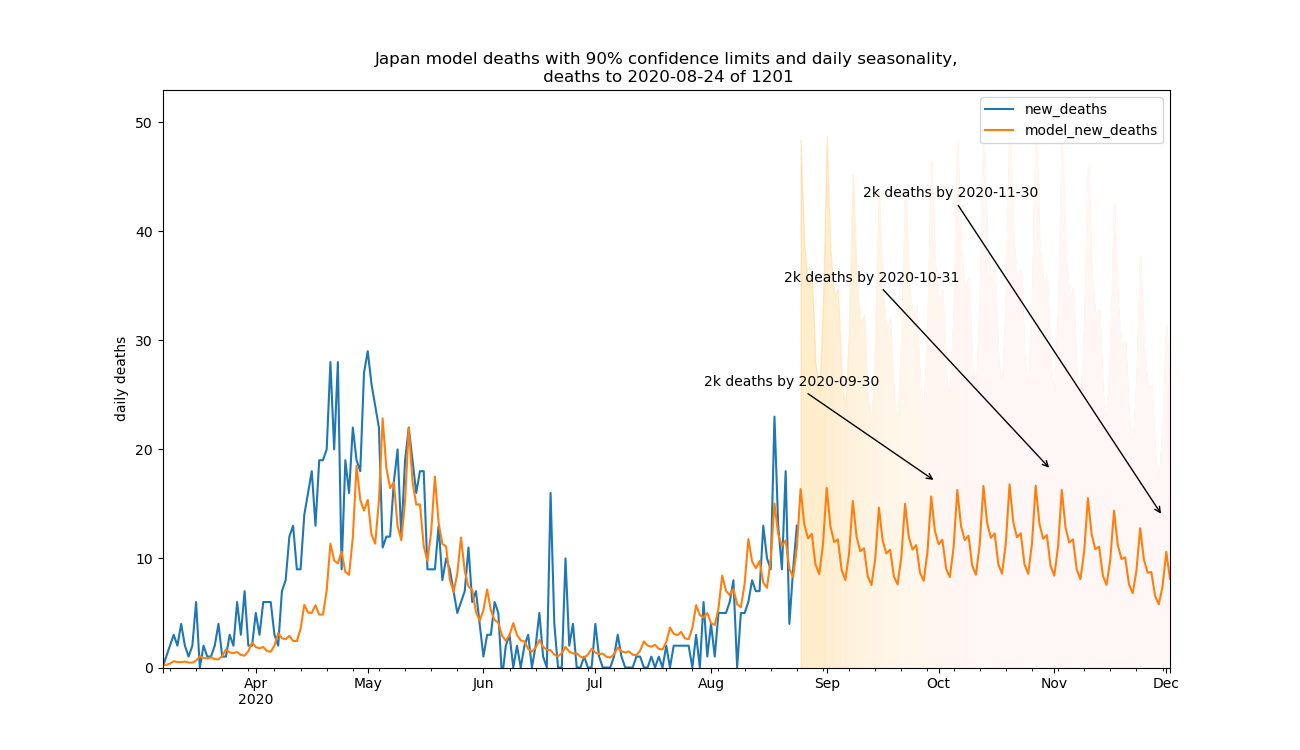 Japan model deaths with 90% confidence limits and daily seasonality,
deaths to 2020-08-24 of 1201
new_deaths
model_new_deaths
50
40
30
20
10
0
daily deaths
2k deaths by 2020-11-30
2k deaths by 2020-10-31
2k deaths by 2020-09-30
Apr
2020
May
Jun
Jul
Aug
Sep
Oct
Nov
Dec